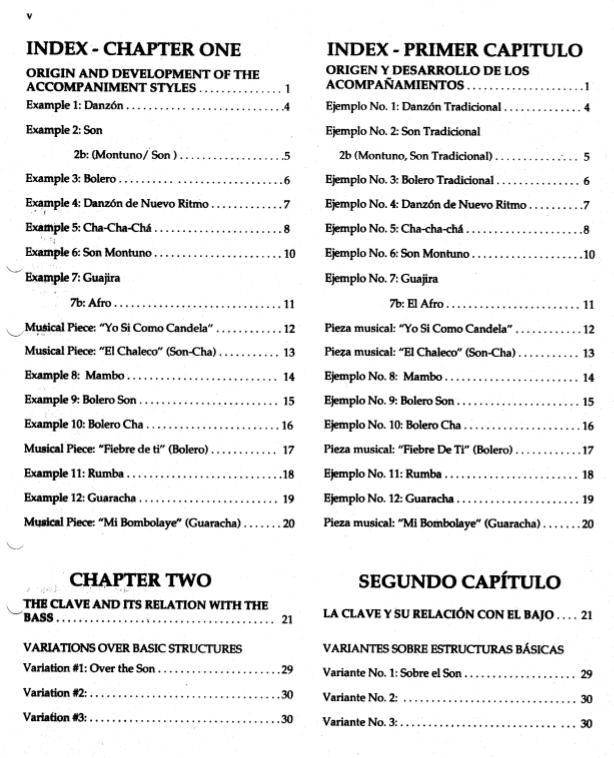 v
INDEX - CHAPTER ONE
ORIGIN AND DEVELOPMENT OF THE
ACCOMPANIMENT STYLES . . . . . . . . . . . . . . 1
Example 1: Danzón . . . . . . . . . . . . . . . . . . . . . .4
Example 2: Son
2b: (Montuno/ Son ) . . . . . . . . . . . . . . . . . .5
Example 3: Bolero . . . . . . . . . . . . . . . . . . . . . . . . 6
Example 4: Danzón de Nuevo Ritmo . . . . . . . . . . . .7
Example 5: Cha-Cha-Chá . . . . . . . . . . . . . . . . . . . 8
Example 6: Son Montuno . . . . . . . . . . . . . . . . . . . 10
Example 7: Guajira
7b: Afro . . . . . . . . . . . . . . . . . . . . . . . . 11
Musical Piece: "Yo Si Como Candela" . . . . . . . . . . . 12
Musical Piece: "El Chaleco" (Son-Cha) . . . . . . . . . . 13
Example 8: Mambo . . . . . . . . . . . . . . . . . . . . . . 14
Example 9: Bolero Son . . . . . . . . . . . . . . . . . . . . 15
Example 10: Bolero Cha . . . . . . . . . . . . . . . . . . . 16
Musical Piece: "Fiebre de ti" (Bolero) . . . . . . . . . . . . 17
Example 11: Rumba . . . . . . . . . . . . . . . . . . . . . .18
Example 12: Guaracha . . . . . . . . . . . . . . . . . . . . 19
Musical Piece: "Mi Bombolaye" (Guaracha) . . . . . . . 20
CHAPTER TWO
THE CLAVE AND ITS RELATION WITH THE
BASS . . . . . . . . . . . . . . . . . . . . . . . . . . . . . . . 21
VARIATIONS OVER BASIC STRUCTURES
Variation #1: Over the Son . . . . . . . . . . . . . . . . . . 29
Variation #2: . . . . . . . . . . . . . . . . . . . . . . . . . . . 30
Variation #3: . . . . . . . . . . . . . . . . . . . . . . . . . . . 30
INDEX - PRIMER CAPITULO
ORIGEN Y DESARROLLO DE LOS
ACOMPAÑAMIENTOS . . . . . . . . . . . . . . . . . . .1
Ejemplo No. 1: Danzón Tradicional . . . . . . . . . . . . . 4
Ejemplo No. 2: Son Tradicional
2b (Montuno, Son Tradicional) . . . . . . . . . . . . . 5
Ejemplo No. 3: Bolero Tradicional . . . . . . . . . . . . . . 6
Ejemplo No. 4: Danzón de Nuevo Ritmo . . . . . . . . . .7
Ejemplo No. 5: Cha-cha-chá . . . . . . . . . . . . . . . . . . .8
Ejemplo No. 6: Son Montuno . . . . . . . . . . . . . . . . . .10
Ejemplo No. 7: Guajira
7b: El Afro . . . . . . . . . . . . . . . . . . . . 11
Pieza musical: "Yo Si Como Candela" . . . . . . . . . . . 12
Pieza musical: "El Chaleco" (Son-Cha) . . . . . . . . . . 13
Ejemplo No. 8: Mambo . . . . . . . . . . . . . . . . . . . . 14
Ejemplo No. 9: Bolero Son . . . . . . . . . . . . . . . . . . 15
Ejemplo No. 10: Bolero Cha . . . . . . . . . . . . . . . . . 16
Pieza musical: "Fiebre De Ti" (Bolero) . . . . . . . . . . .17
Ejemplo No. 11: Rumba . . . . . . . . . . . . . . . . . . . . 18
Ejemplo No. 12: Guaracha . . . . . . . . . . . . . . . . . . 19
Pieza musical: "Mi Bombolaye" (Guaracha) . . . . . . .20
SEGUNDO CAPÍTULO
LA CLAVE Y SU RELACIÓN CON EL BAJO . . . . 21
VARIANTES SOBRE ESTRUCTURAS BÁSICAS
Variante No. 1: Sobre el Son . . . . . . . . . . . . . . . . . 29
Variante No. 2: . . . . . . . . . . . . . . . . . . . . . . . . . 30
Variante No. 3: . . . . . . . . . . . . . . . . . . . . . . . . . 30